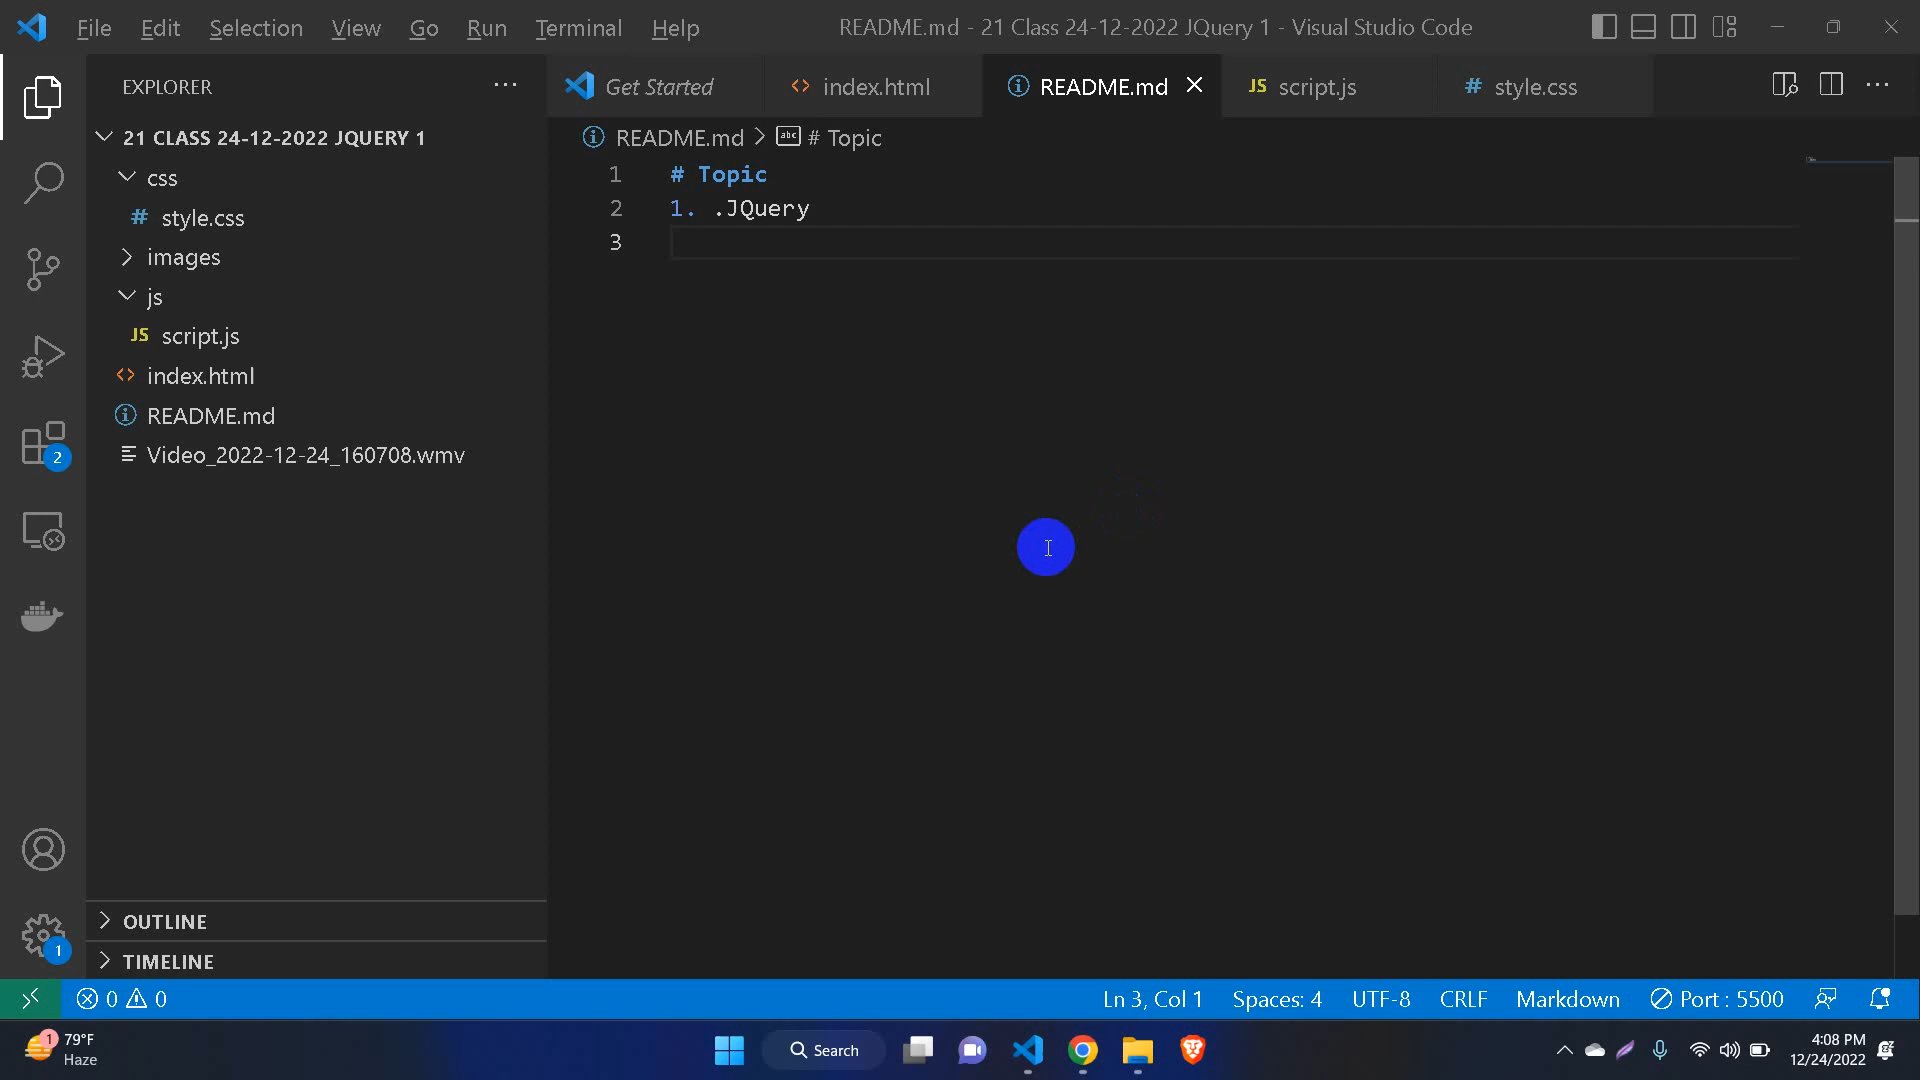 File Edit Selection View Go Run Terminal Help README.md - 21 Class 24-12-2022 JQuery 1 - Visual Studio Code
EXPLORER ...
Get Started index.html README.md JS script.js # style.css
21 CLASS 24-12-2022 JQUERY 1
css
# style.css
images
js
JS script.js
index.html
README.md
Video_2022-12-24_160708.wmv
README.md > abc # Topic
1 # Topic
2 1. .JQuery
3
2
1
OUTLINE
TIMELINE
0 0 Ln 3, Col 1 Spaces: 4 UTF-8 CRLF Markdown Port : 5500
1 79°F
Haze
Search
4:08 PM
12/24/2022